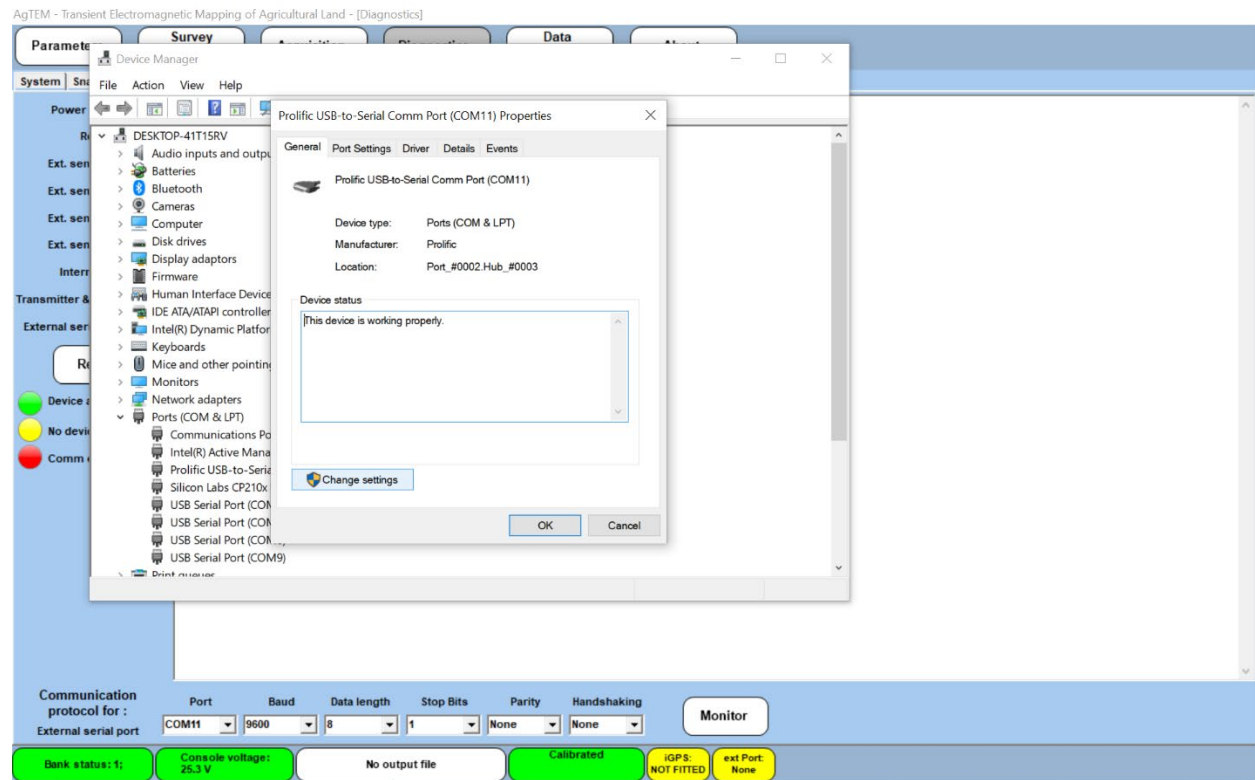 AgTEM - Transient Electromagnetic Mapping of Agricultural Land - [Diagnostics]
Survey
Data
System
Power
Ext. sen
Ext. sen
Ext. sen
Ext. sen
Intern
Transmitter &
External ser
Device a
No devi
Comm
Device Manager
File Action View Help
DESKTOP-41T15RV
Audio inputs and outpu
Batteries
Bluetooth
Cameras
Computer
Disk drives
Display adaptors
Firmware
Human Interface Device
IDE ATA/ATAPI controller
Intel(R) Dynamic Platfor
Keyboards
Mice and other pointing
Monitors
Network adapters
Ports (COM & LPT)
Communications Po
Intel(R) Active Mana
Prolific USB-to-Seria
Silicon Labs CP210x
USB Serial Port (COM
USB Serial Port (COM
USB Serial Port (COM
USB Serial Port (COM9)
Print queues
Prolific USB-to-Serial Comm Port (COM11) Properties
General Port Settings Driver Details Events
Prolific USB-to-Serial Comm Port (COM11)
Device type: Ports (COM & LPT)
Manufacturer: Prolific
Location: Port_#0002.Hub_#0003
Device status
This device is working properly.
Change settings
OK Cancel
Communication
protocol for :
External serial port
Port Baud Data length Stop Bits Parity Handshaking
COM11 9600 8 1 None None
Monitor
Bank status: 1;
Console voltage:
25.3 V
No output file
Calibrated
iGPS:
NOT FITTED
ext Port:
None